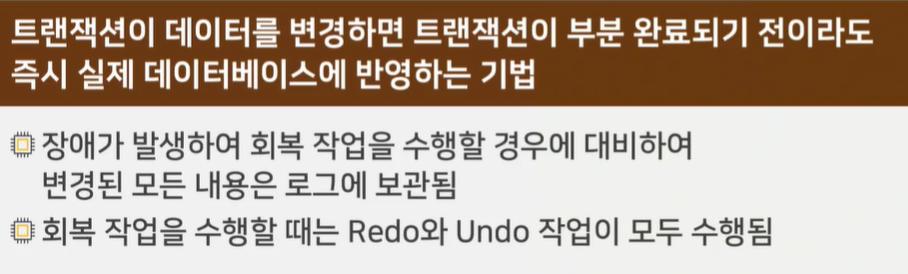 트랜잭션이 데이터를 변경하면 트랜잭션이 부분 완료되기 전이라도
즉시 실제 데이터베이스에 반영하는 기법
장애가 발생하여 회복 작업을 수행할 경우에 대비하여
변경된 모든 내용은 로그에 보관됨
회복 작업을 수행할 때는 Redo와 Undo 작업이 모두 수행됨